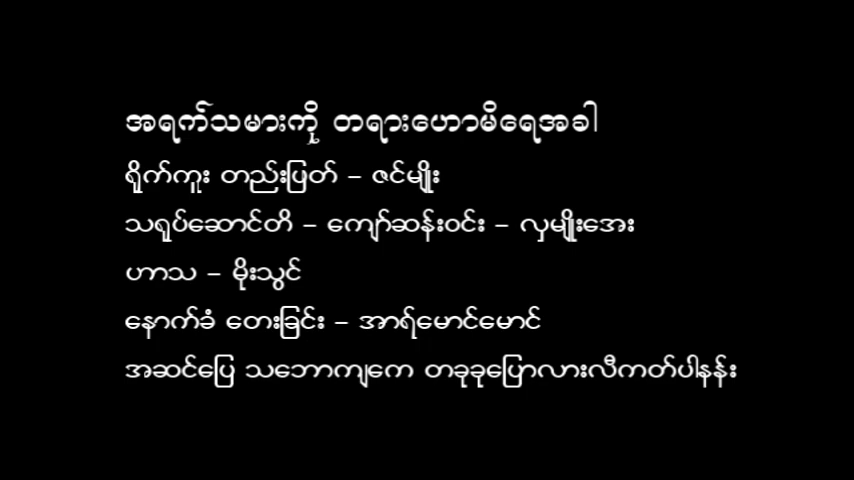 အရက်သမားကို တရားဟောမိရေအခါ
ရိုက်ကူး တည်းဖြတ် – ဇင်မျိုး
သရုပ်ဆောင်တိ – ကျော်ဆန်းဝင်း – လှမျိုးအေး
ဟာသ – မိုးသွင်
နောက်ခံ တေးခြင်း – အာရ်မောင်မောင်
အဆင်ပြေ သဘောကျကေ တခုခုပြောလားလီကတ်ပါနန်း